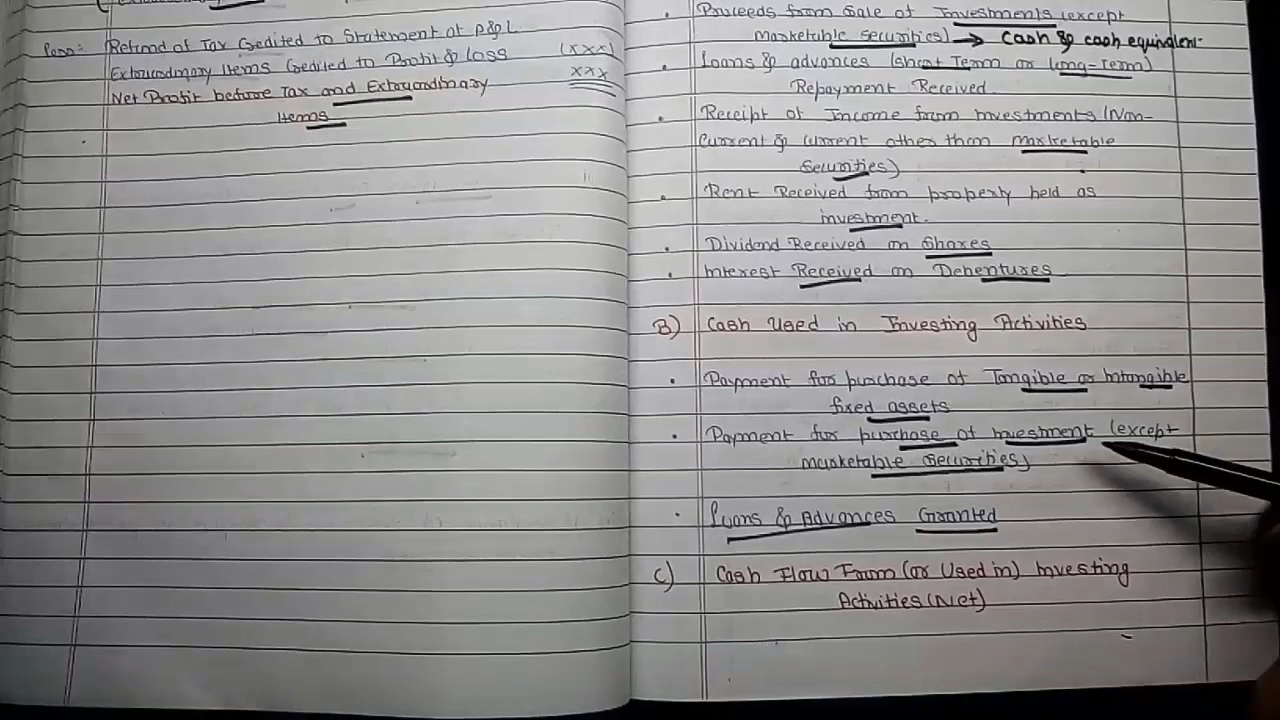 Less: Refund of Tax Credited to Statement of P&L
Extraordinary Items Credited to Profit & Loss (xxx)
Net Profit before Tax and Extraordinary xxx
Items
• Proceeds from Sale of Investments (except
marketable securities) → Cash & cash equivalent.
• Loans & advances (short Term or long-Term)
Repayment Received.
• Receipt of Income from Investments (Non-
Current & current other than marketable
securities)
• Rent Received from property held as
investment.
• Dividend Received on Shares
• Interest Received on Debentures
B) Cash Used in Investing Activities
• Payment for purchase of Tangible or Intangible
fixed assets
• Payment for purchase of Investment (except
marketable securities)
• Loans & Advances Granted
C) Cash Flow From (or Used in) Investing
Activities (Net)